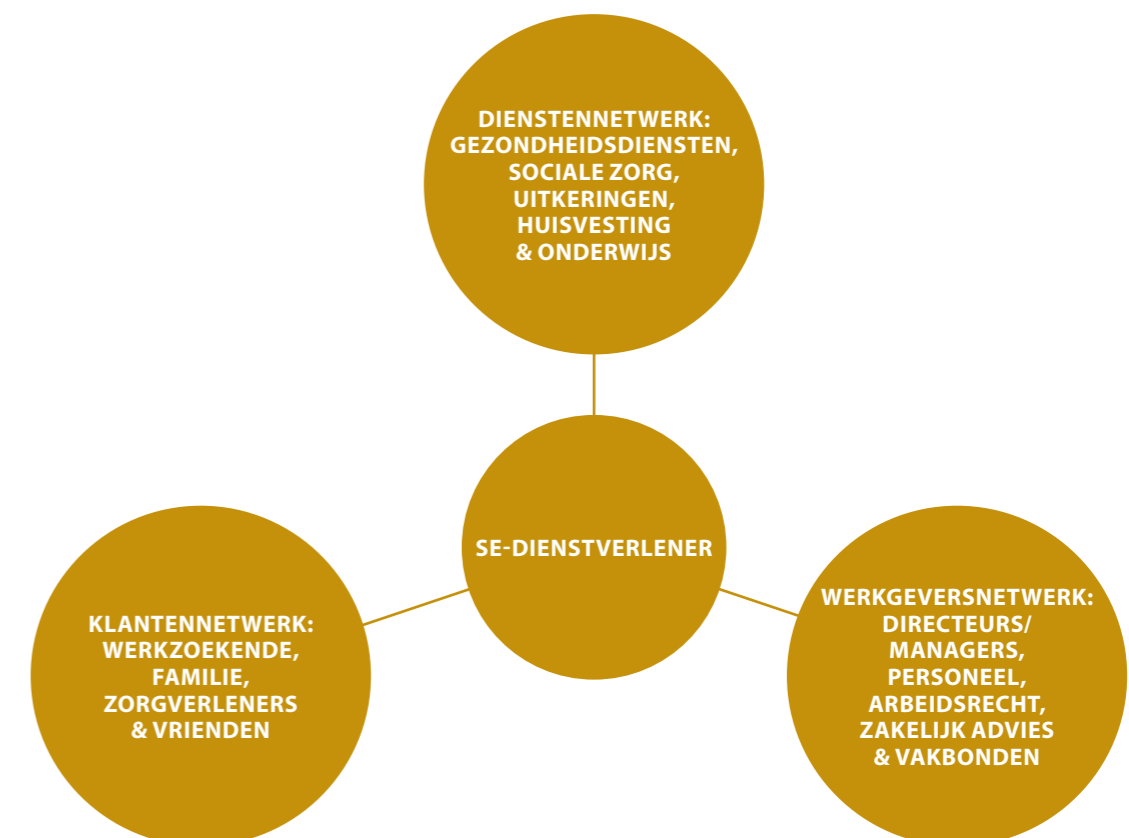 DIENSTENNETWERK:
GEZONDHEIDSDIENSTEN,
SOCIALE ZORG,
UITKERINGEN,
HUISVESTING
& ONDERWIJS
SE-DIENSTVERLENER
KLANTENNETWERK:
WERKZOEKENDE,
FAMILIE,
ZORGVERLENERS
& VRIENDEN
WERKGEVERSNETWERK:
DIRECTEURS/
MANAGERS,
PERSONEEL,
ARBEIDSRECHT,
ZAKELIJK ADVIES
& VAKBONDEN